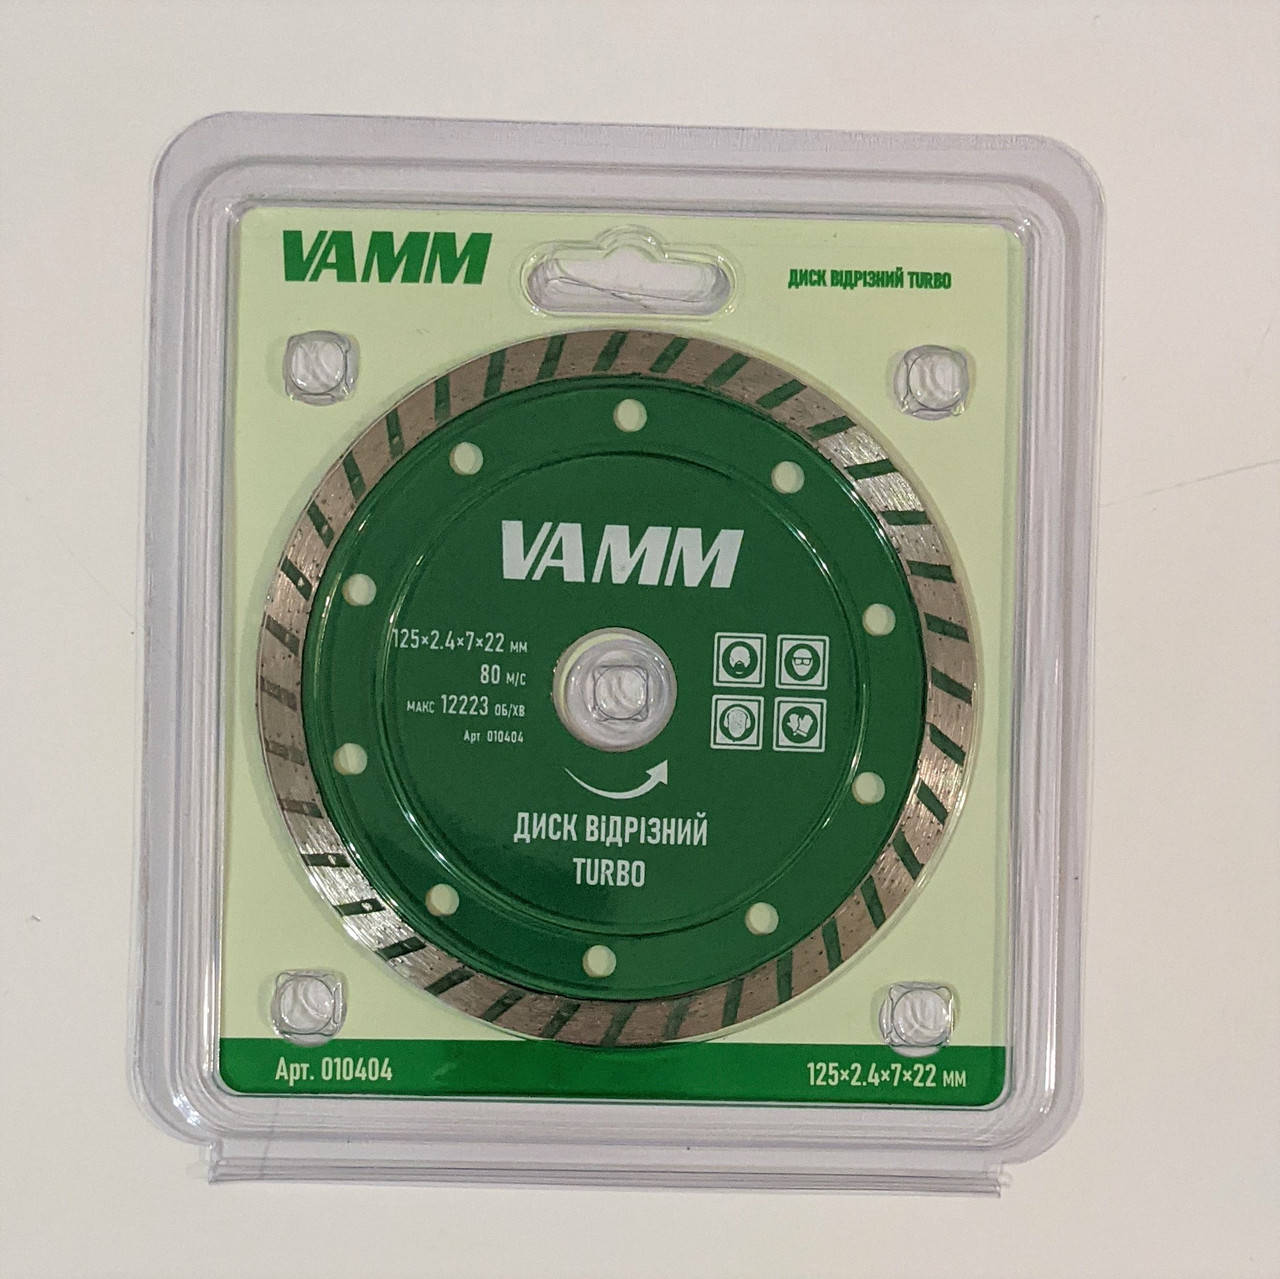 VAMM
ДИСК ВІДРІЗНИЙ TURBO
VAMM
125×2.4×7×22 мм
80 м/с
макс 12223 об/хв
Арт 010404
ДИСК ВІДРІЗНИЙ
TURBO
Арт. 010404
125×2.4×7×22 мм